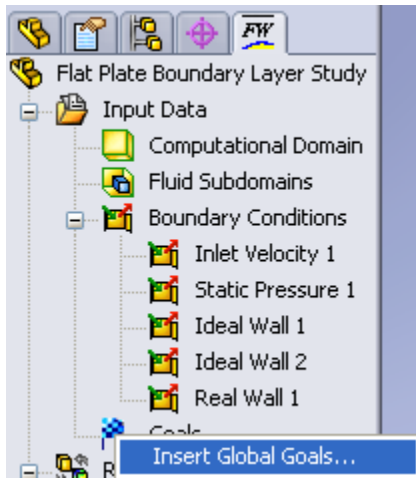 FW
Flat Plate Boundary Layer Study
Input Data
Computational Domain
Fluid Subdomains
Boundary Conditions
Inlet Velocity 1
Static Pressure 1
Ideal Wall 1
Ideal Wall 2
Real Wall 1
Goals
Insert Global Goals...